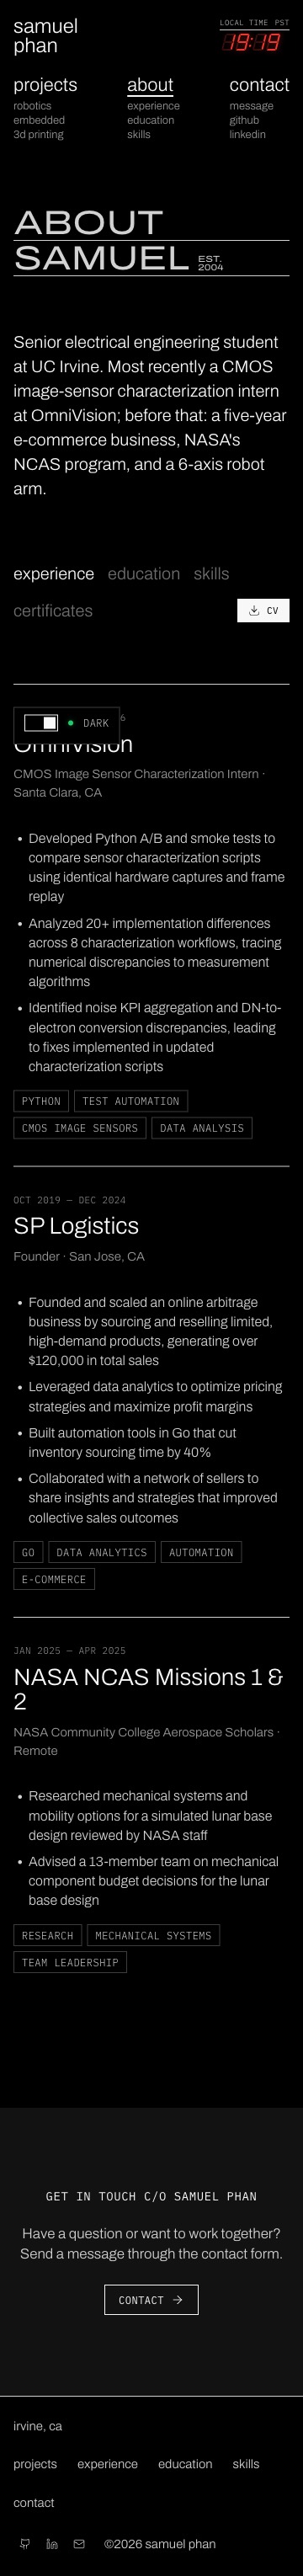 samuel
phan
LOCAL TIME PST
19:19
projects
about
contact
robotics
embedded
3d printing
experience
education
skills
message
github
linkedin
ABOUT
SAMUEL EST. 2004
Senior electrical engineering student
at UC Irvine. Most recently a CMOS
image-sensor characterization intern
at OmniVision; before that: a five-year
e-commerce business, NASA's
NCAS program, and a 6-axis robot
arm.
experience education skills
certificates
CV
DARK
OmniVision
CMOS Image Sensor Characterization Intern ·
Santa Clara, CA
• Developed Python A/B and smoke tests to
compare sensor characterization scripts
using identical hardware captures and frame
replay
• Analyzed 20+ implementation differences
across 8 characterization workflows, tracing
numerical discrepancies to measurement
algorithms
• Identified noise KPI aggregation and DN-to-
electron conversion discrepancies, leading
to fixes implemented in updated
characterization scripts
PYTHON TEST AUTOMATION
CMOS IMAGE SENSORS DATA ANALYSIS
OCT 2019 — DEC 2024
SP Logistics
Founder · San Jose, CA
• Founded and scaled an online arbitrage
business by sourcing and reselling limited,
high-demand products, generating over
$120,000 in total sales
• Leveraged data analytics to optimize pricing
strategies and maximize profit margins
• Built automation tools in Go that cut
inventory sourcing time by 40%
• Collaborated with a network of sellers to
share insights and strategies that improved
collective sales outcomes
GO DATA ANALYTICS AUTOMATION
E-COMMERCE
JAN 2025 — APR 2025
NASA NCAS Missions 1 &
2
NASA Community College Aerospace Scholars ·
Remote
• Researched mechanical systems and
mobility options for a simulated lunar base
design reviewed by NASA staff
• Advised a 13-member team on mechanical
component budget decisions for the lunar
base design
RESEARCH MECHANICAL SYSTEMS
TEAM LEADERSHIP
GET IN TOUCH C/O SAMUEL PHAN
Have a question or want to work together?
Send a message through the contact form.
CONTACT →
irvine, ca
projects experience education skills
contact
©2026 samuel phan